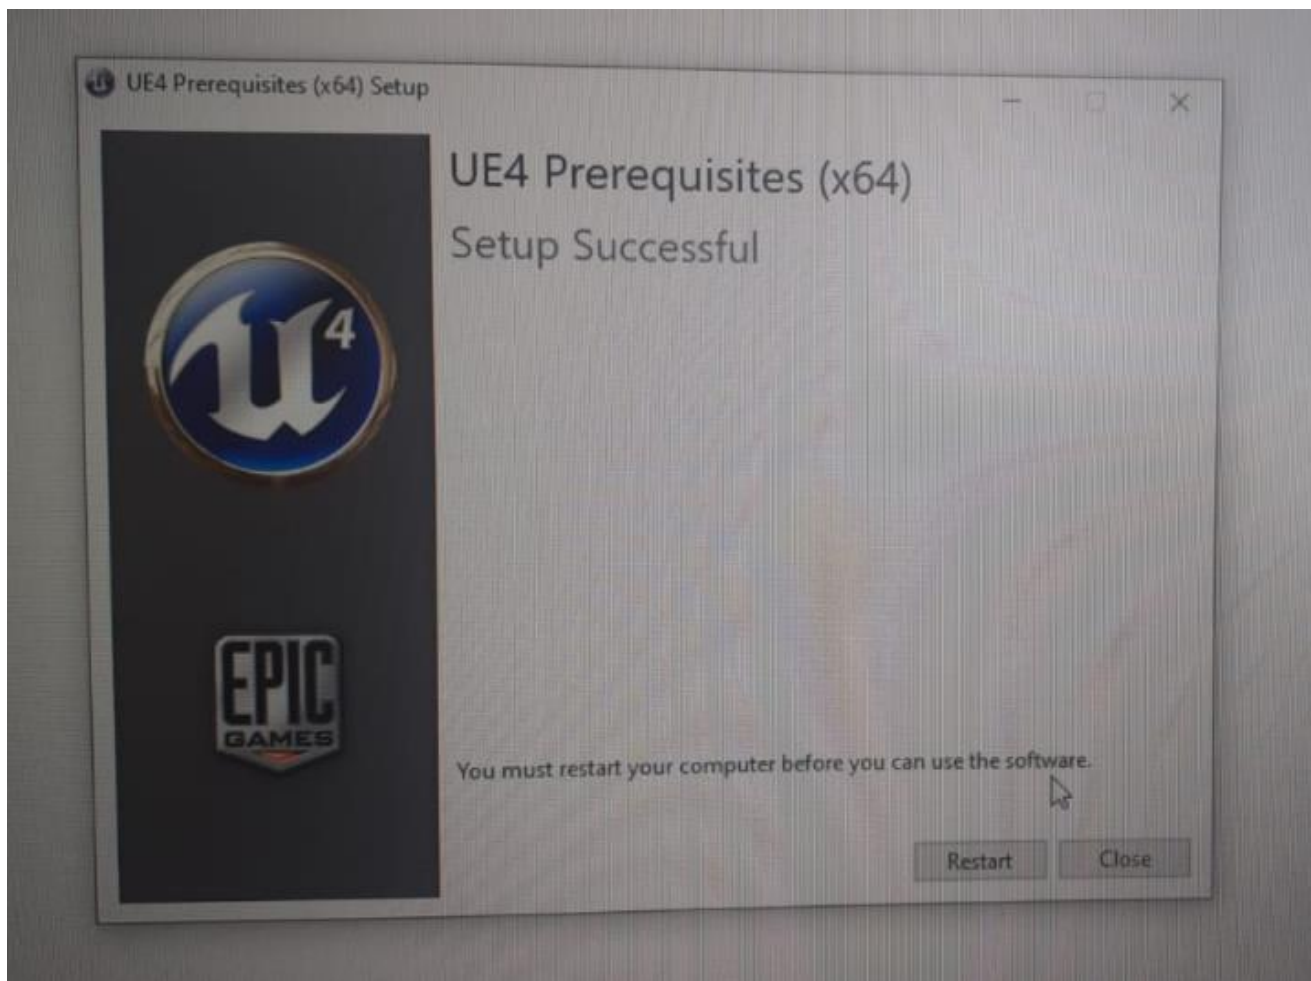 UE4 Prerequisites (x64) Setup
UE4 Prerequisites (x64)
Setup Successful
U4
EPIC
GAMES
You must restart your computer before you can use the software.
Restart
Close